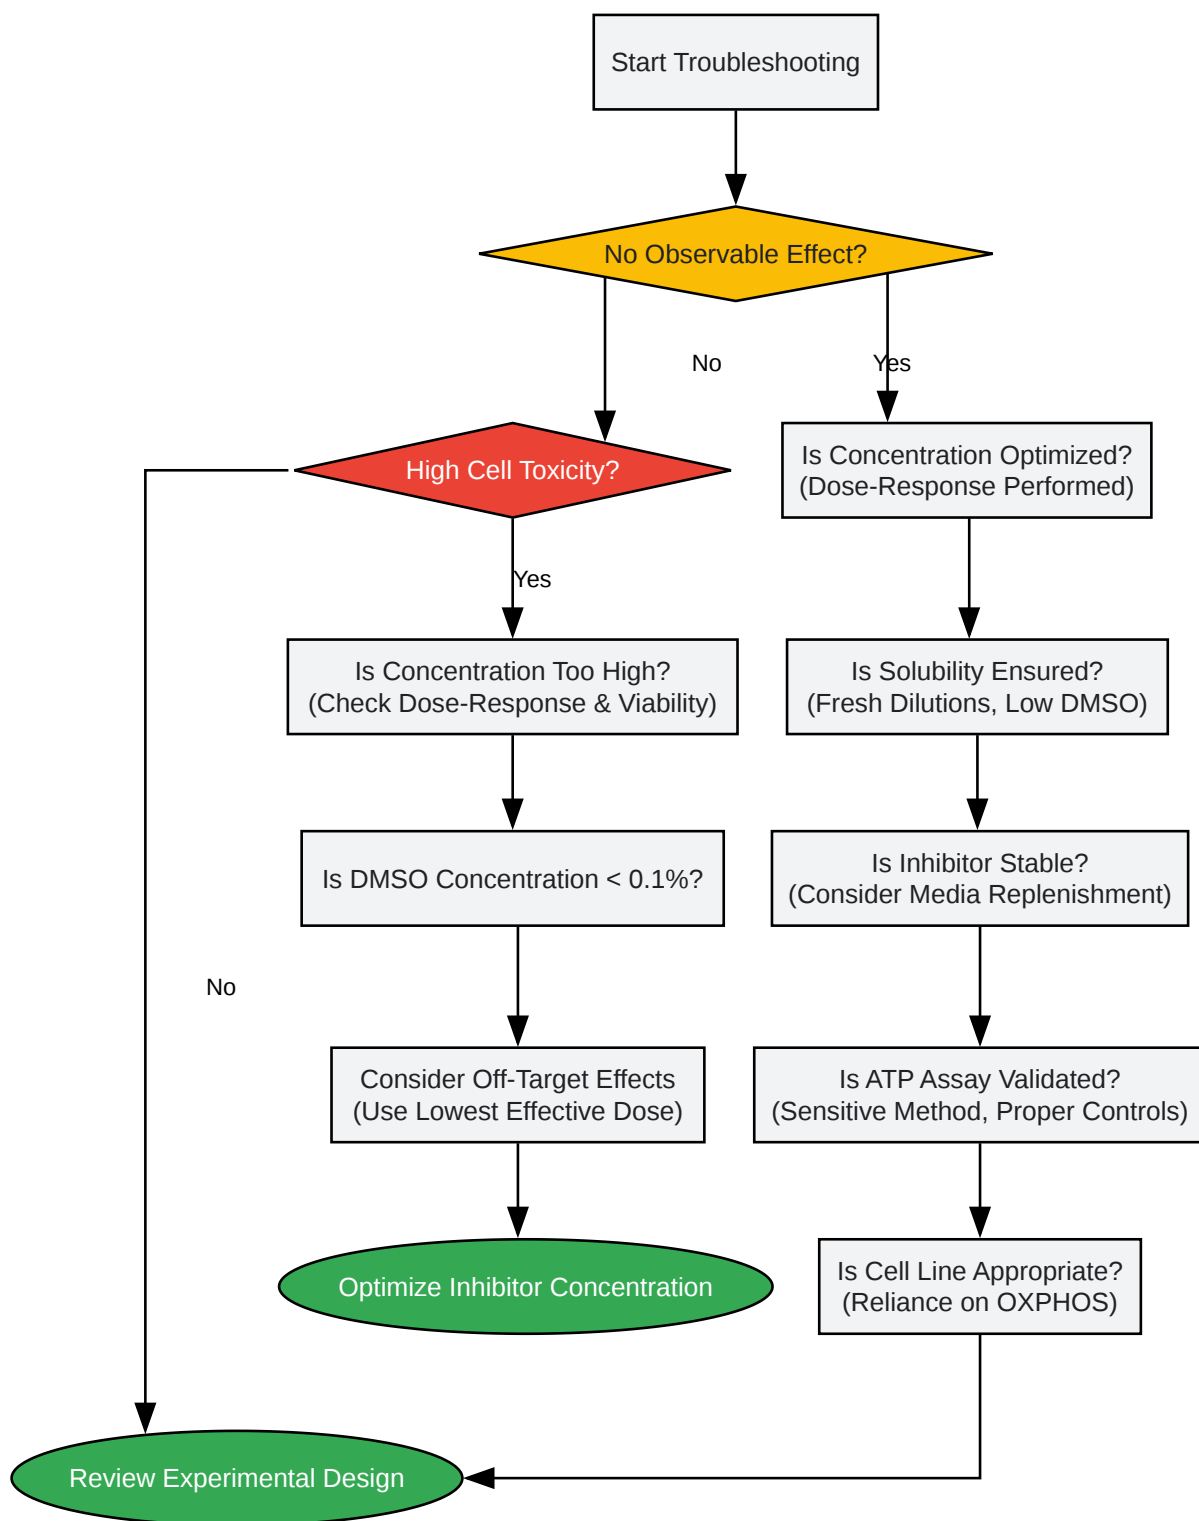 Start Troubleshooting
No Observable Effect?
No
Yes
High Cell Toxicity?
Is Concentration Optimized?
(Dose-Response Performed)
Yes
Is Concentration Too High?
(Check Dose-Response & Viability)
Is Solubility Ensured?
(Fresh Dilutions, Low DMSO)
Is DMSO Concentration < 0.1%?
Is Inhibitor Stable?
(Consider Media Replenishment)
No
Consider Off-Target Effects
(Use Lowest Effective Dose)
Is ATP Assay Validated?
(Sensitive Method, Proper Controls)
Optimize Inhibitor Concentration
Is Cell Line Appropriate?
(Reliance on OXPHOS)
Review Experimental Design